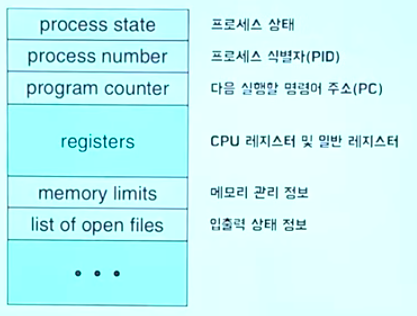 process state 프로세스 상태
process number 프로세스 식별자(PID)
program counter 다음 실행할 명령어 주소(PC)
registers CPU 레지스터 및 일반 레지스터
memory limits 메모리 관리 정보
list of open files 입출력 상태 정보
• • •